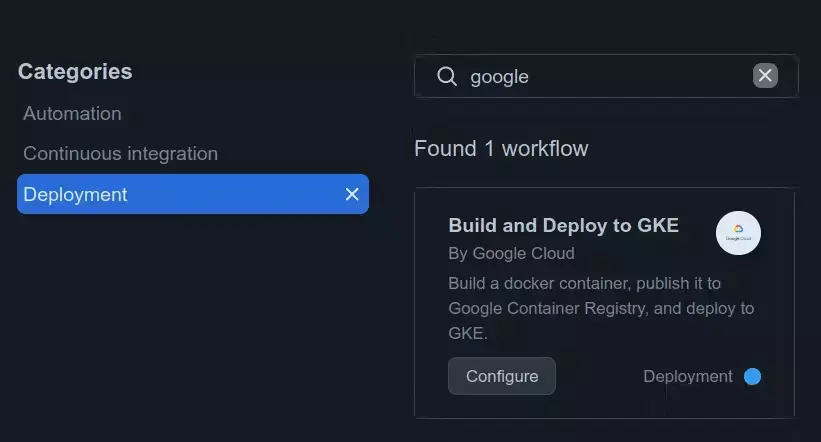 Categories
Automation
Continuous integration
Deployment
google
Found 1 workflow
Build and Deploy to GKE
By Google Cloud
Google Cloud
Build a docker container, publish it to
Google Container Registry, and deploy to
GKE.
Configure
Deployment